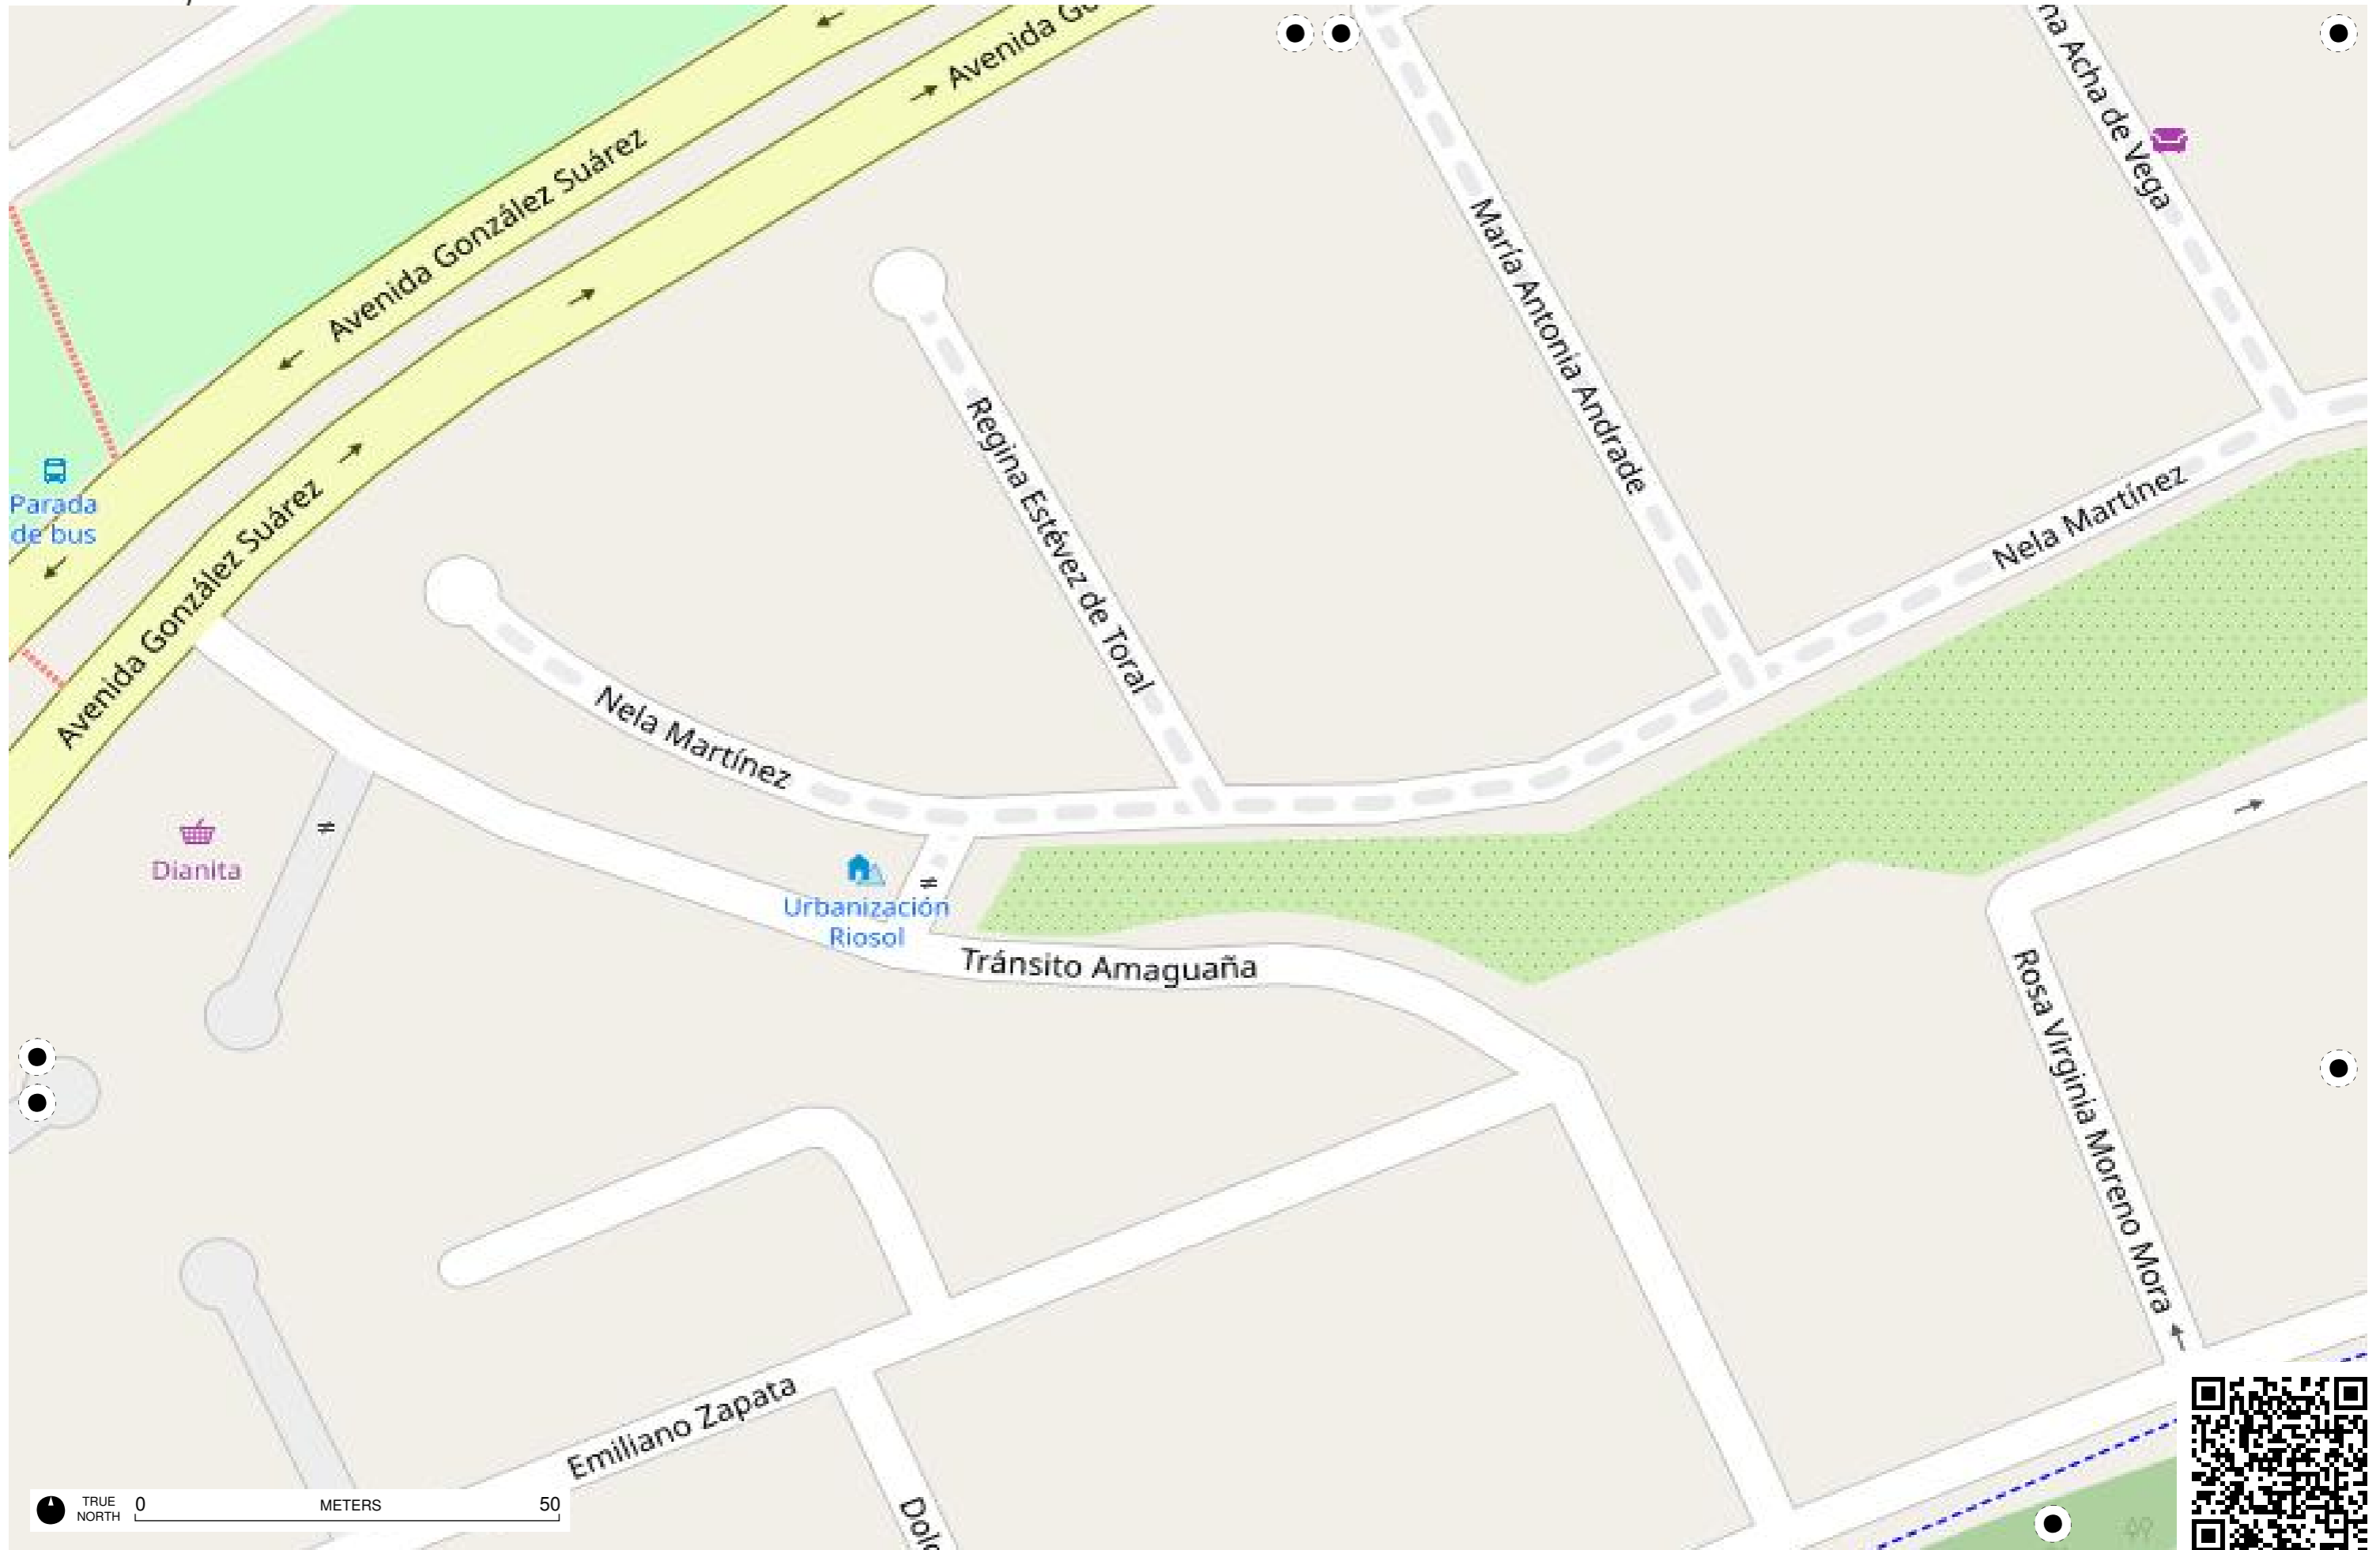 Avenida
na Acha de Vega
Avenida González Suárez
María Antonia Andrade
Regina Estévez de Toral
Parada
de bus
Avenida González Suárez
Nela Martínez
Nela Martínez
Dianita
Urbanización
Riosol
Tránsito Amaguaña
Rosa Virginia Moreno Mora
Emiliano Zapata
TRUE
NORTH
0 METERS 50